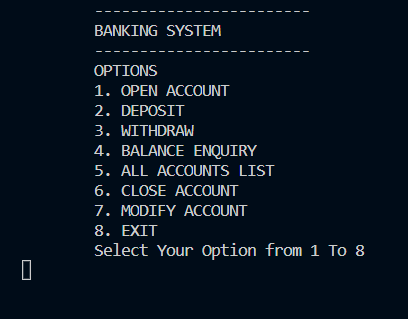 ------------------------
BANKING SYSTEM
------------------------
OPTIONS
1. OPEN ACCOUNT
2. DEPOSIT
3. WITHDRAW
4. BALANCE ENQUIRY
5. ALL ACCOUNTS LIST
6. CLOSE ACCOUNT
7. MODIFY ACCOUNT
8. EXIT
Select Your Option from 1 To 8